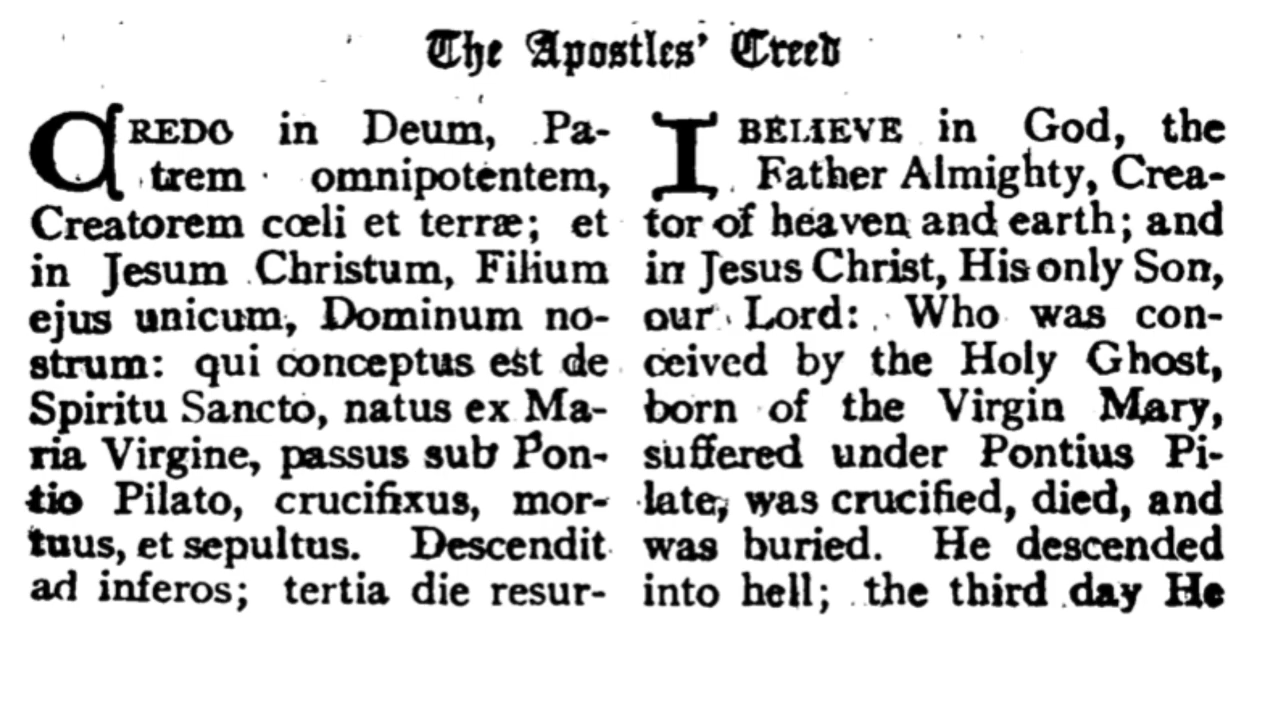 The Apostles' Creed
CREDO in Deum, Pa-
trem omnipotentem,
Creatorem cœli et terræ; et
in Jesum Christum, Filium
ejus unicum, Dominum no-
strum: qui conceptus est de
Spiritu Sancto, natus ex Ma-
ria Virgine, passus sub Pon-
tio Pilato, crucifixus, mor-
tuus, et sepultus. Descendit
ad inferos; tertia die resur-
I BELIEVE in God, the
Father Almighty, Crea-
tor of heaven and earth; and
in Jesus Christ, His only Son,
our Lord: Who was con-
ceived by the Holy Ghost,
born of the Virgin Mary,
suffered under Pontius Pi-
late, was crucified, died, and
was buried. He descended
into hell; the third day He